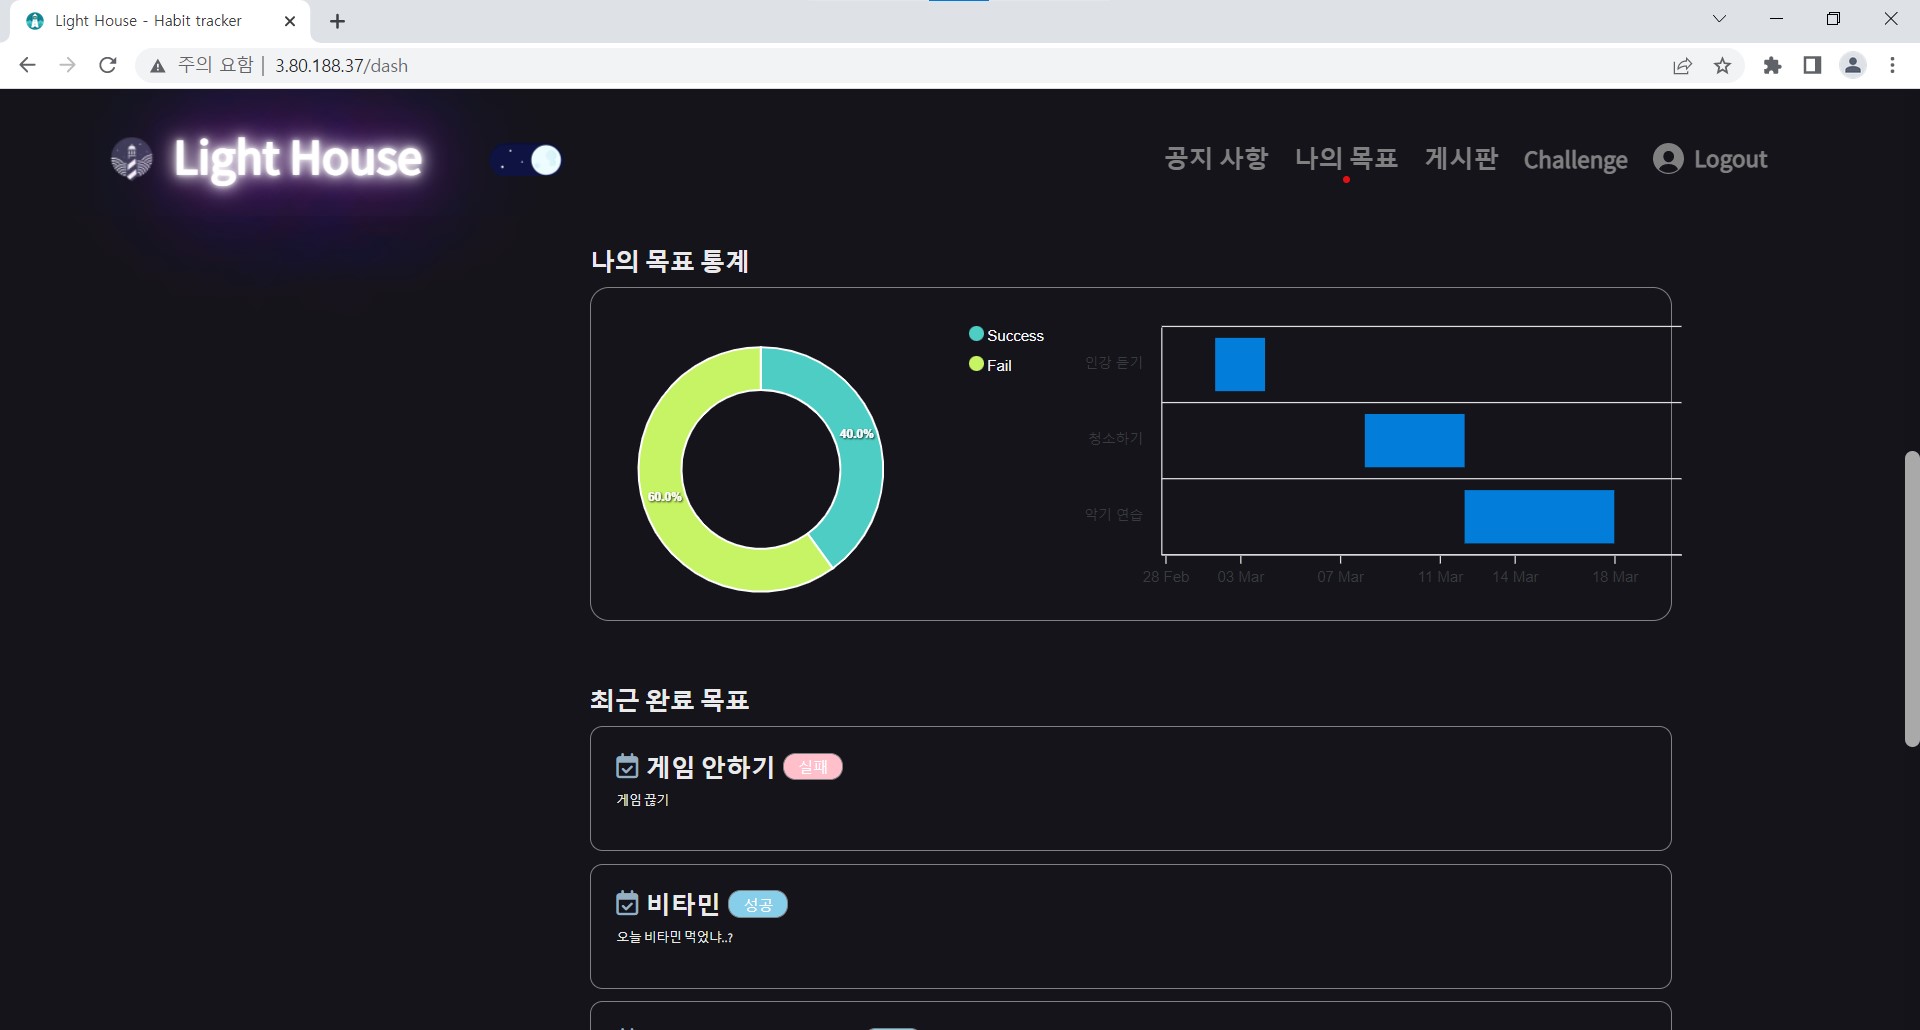 Light House - Habit tracker
주의 요함 | 3.80.188.37/dash
Light House
공지 사항 나의 목표 게시판 Challenge Logout
나의 목표 통계
Success
Fail
40.0%
60.0%
인강 듣기
청소하기
악기 연습
28 Feb 03 Mar 07 Mar 11 Mar 14 Mar 18 Mar
최근 완료 목표
게임 안하기 실패
게임 끊기
비타민 성공
오늘 비타민 먹었냐..?